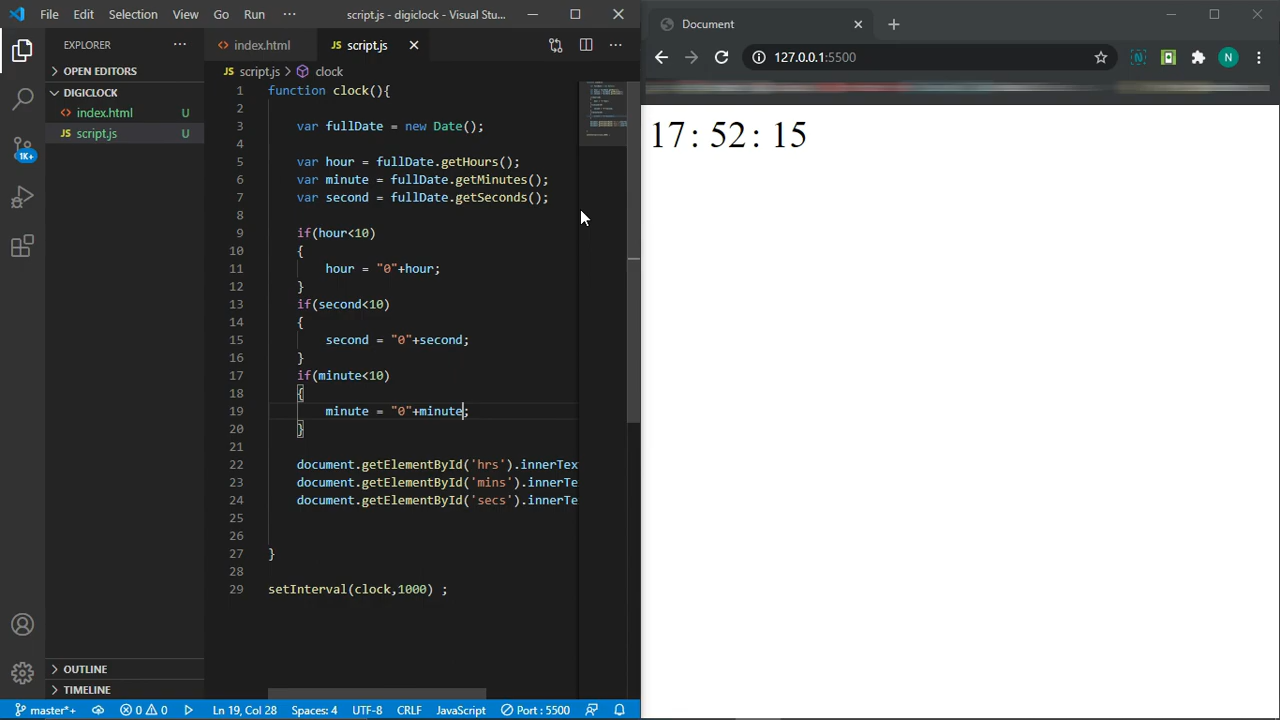 File Edit Selection View Go Run ··· script.js - digiclock - Visual Stu...
EXPLORER ···
OPEN EDITORS
DIGICLOCK
index.html U
JS script.js U
1K+
OUTLINE
TIMELINE
<> index.html JS script.js
JS script.js > clock
1 function clock(){
2
3 var fullDate = new Date();
4
5 var hour = fullDate.getHours();
6 var minute = fullDate.getMinutes();
7 var second = fullDate.getSeconds();
8
9 if(hour<10)
10 {
11 hour = "0"+hour;
12 }
13 if(second<10)
14 {
15 second = "0"+second;
16 }
17 if(minute<10)
18 {
19 minute = "0"+minute;
20 }
21
22 document.getElementById('hrs').innerTex
23 document.getElementById('mins').innerTe
24 document.getElementById('secs').innerTe
25
26
27 }
28
29 setInterval(clock,1000) ;
master*+ 0 0 Ln 19, Col 28 Spaces: 4 UTF-8 CRLF JavaScript Port : 5500
Document
127.0.0.1:5500 N N
17: 52: 15